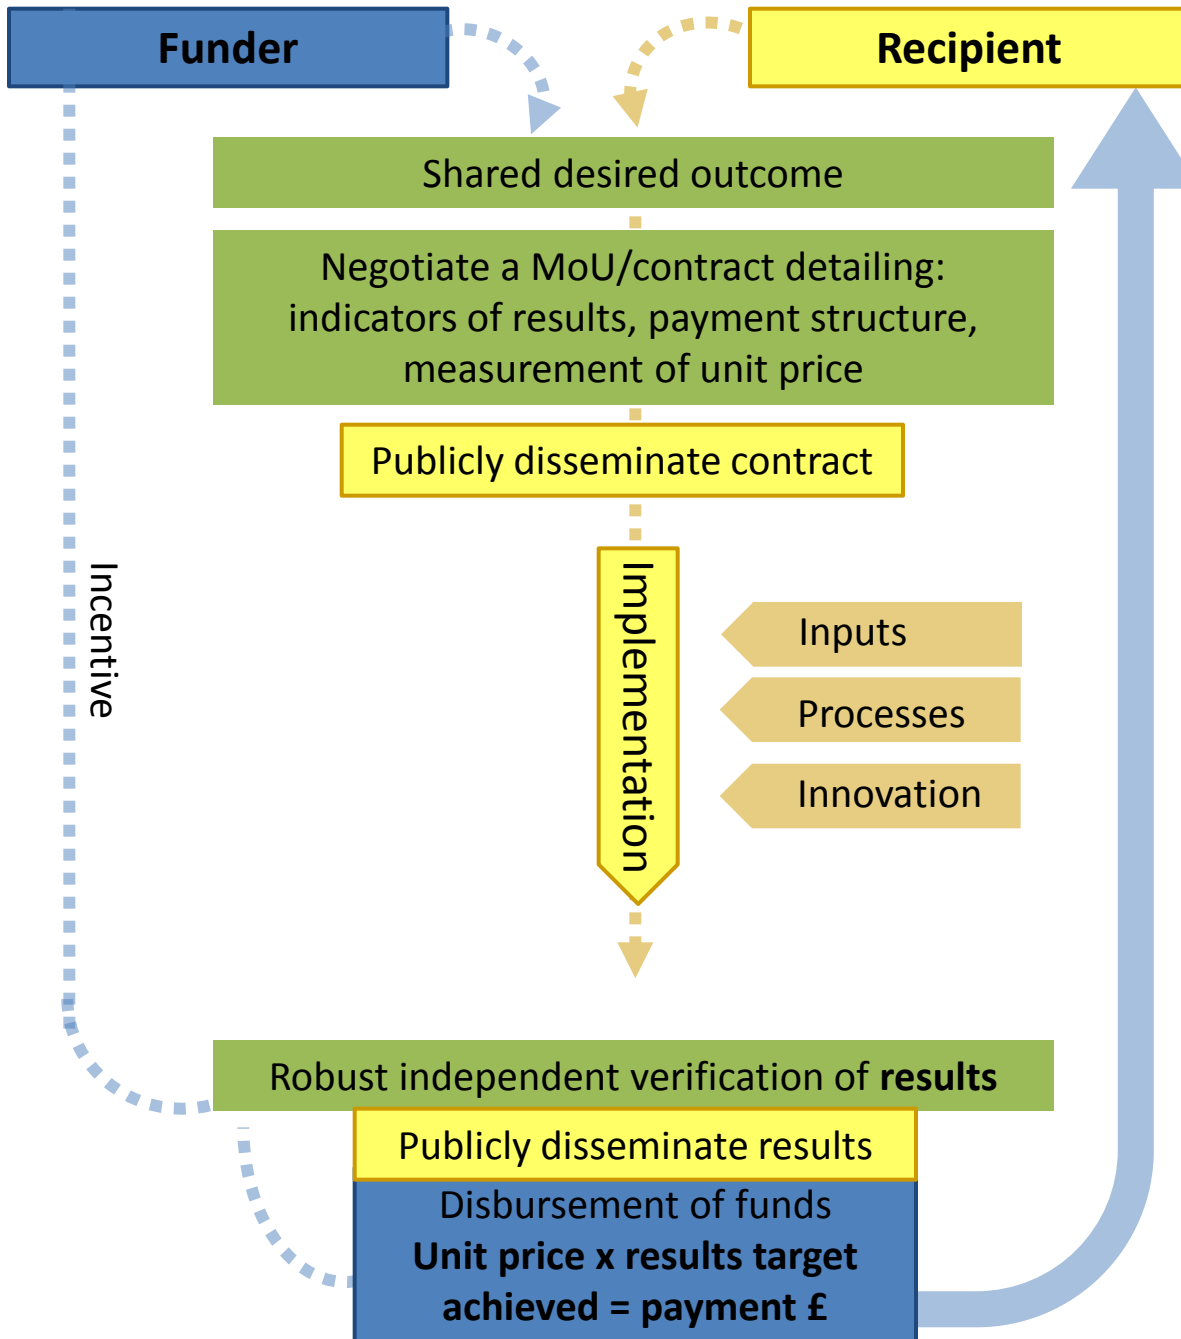 Funder
Recipient
Shared desired outcome
Negotiate a MoU/contract detailing:
indicators of results, payment structure,
measurement of unit price
Publicly disseminate contract
Incentive
Implementation
Inputs
Processes
Innovation
Robust independent verification of results
Publicly disseminate results
Disbursement of funds
Unit price x results target
achieved = payment £